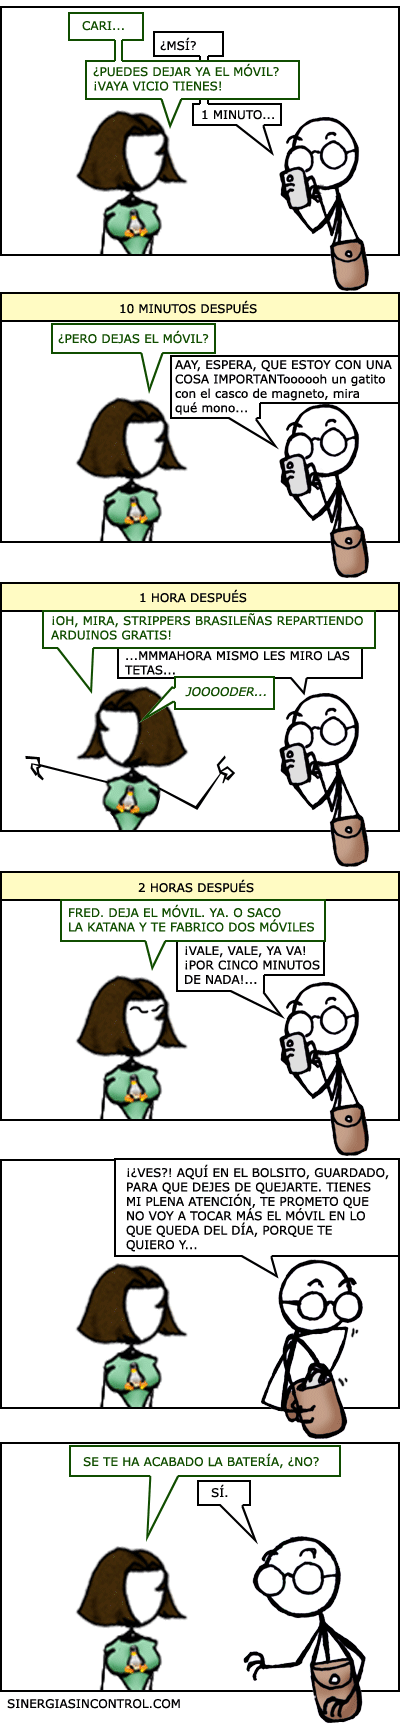 CARI...
¿MSÍ?
¿PUEDES DEJAR YA EL MÓVIL?
¡VAYA VICIO TIENES!
1 MINUTO...
10 MINUTOS DESPUÉS
¿PERO DEJAS EL MÓVIL?
AAY, ESPERA, QUE ESTOY CON UNA
COSA IMPORTANTooooooh un gatito
con el casco de magneto, mira
qué mono...
1 HORA DESPUÉS
¡OH, MIRA, STRIPPERS BRASILEÑAS REPARTIENDO
ARDUINOS GRATIS!
...MMMAHORA MISMO LES MIRO LAS
TETAS...
JOOOODER...
2 HORAS DESPUÉS
FRED. DEJA EL MÓVIL. YA. O SACO
LA KATANA Y TE FABRICO DOS MÓVILES
¡VALE, VALE, YA VA!
¡POR CINCO MINUTOS
DE NADA!...
¡¿VES?! AQUÍ EN EL BOLSITO, GUARDADO,
PARA QUE DEJES DE QUEJARTE. TIENES
MI PLENA ATENCIÓN, TE PROMETO QUE
NO VOY A TOCAR MÁS EL MÓVIL EN LO
QUE QUEDA DEL DÍA, PORQUE TE
QUIERO Y...
SE TE HA ACABADO LA BATERÍA, ¿NO?
SÍ.
SINERGIASINCONTROL.COM